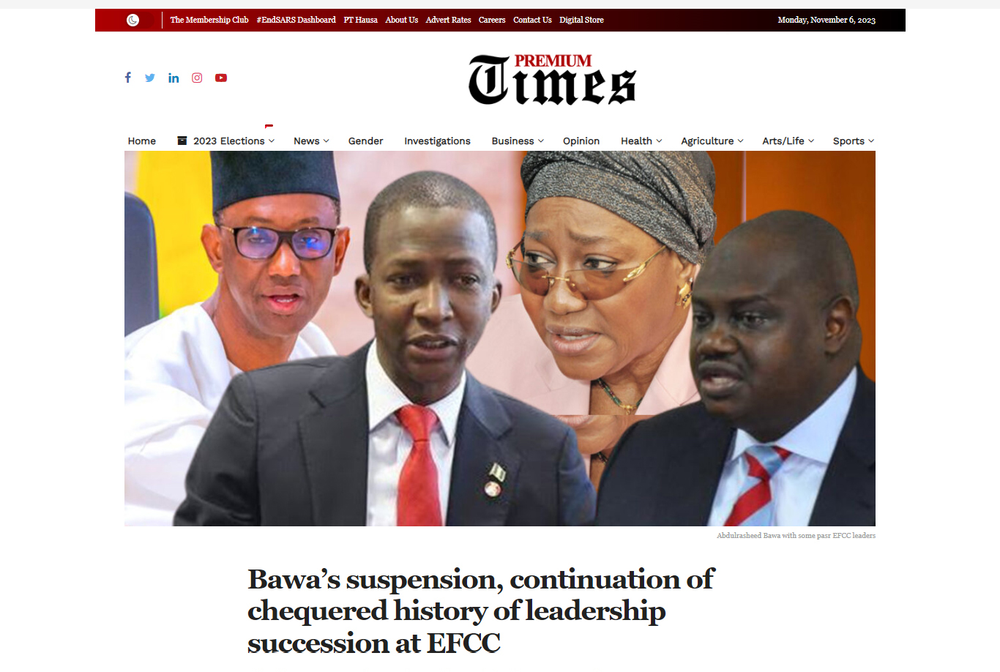 The Membership Club #EndSARS Dashboard PT Hausa About Us Advert Rates Careers Contact Us Digital Store Monday, November 6, 2023
PREMIUM
Times
Home 2023 Elections News Gender Investigations Business Opinion Health Agriculture Arts/Life Sports
Abdulrasheed Bawa with some pasr EFCC leaders
Bawa’s suspension, continuation of
chequered history of leadership
succession at EFCC